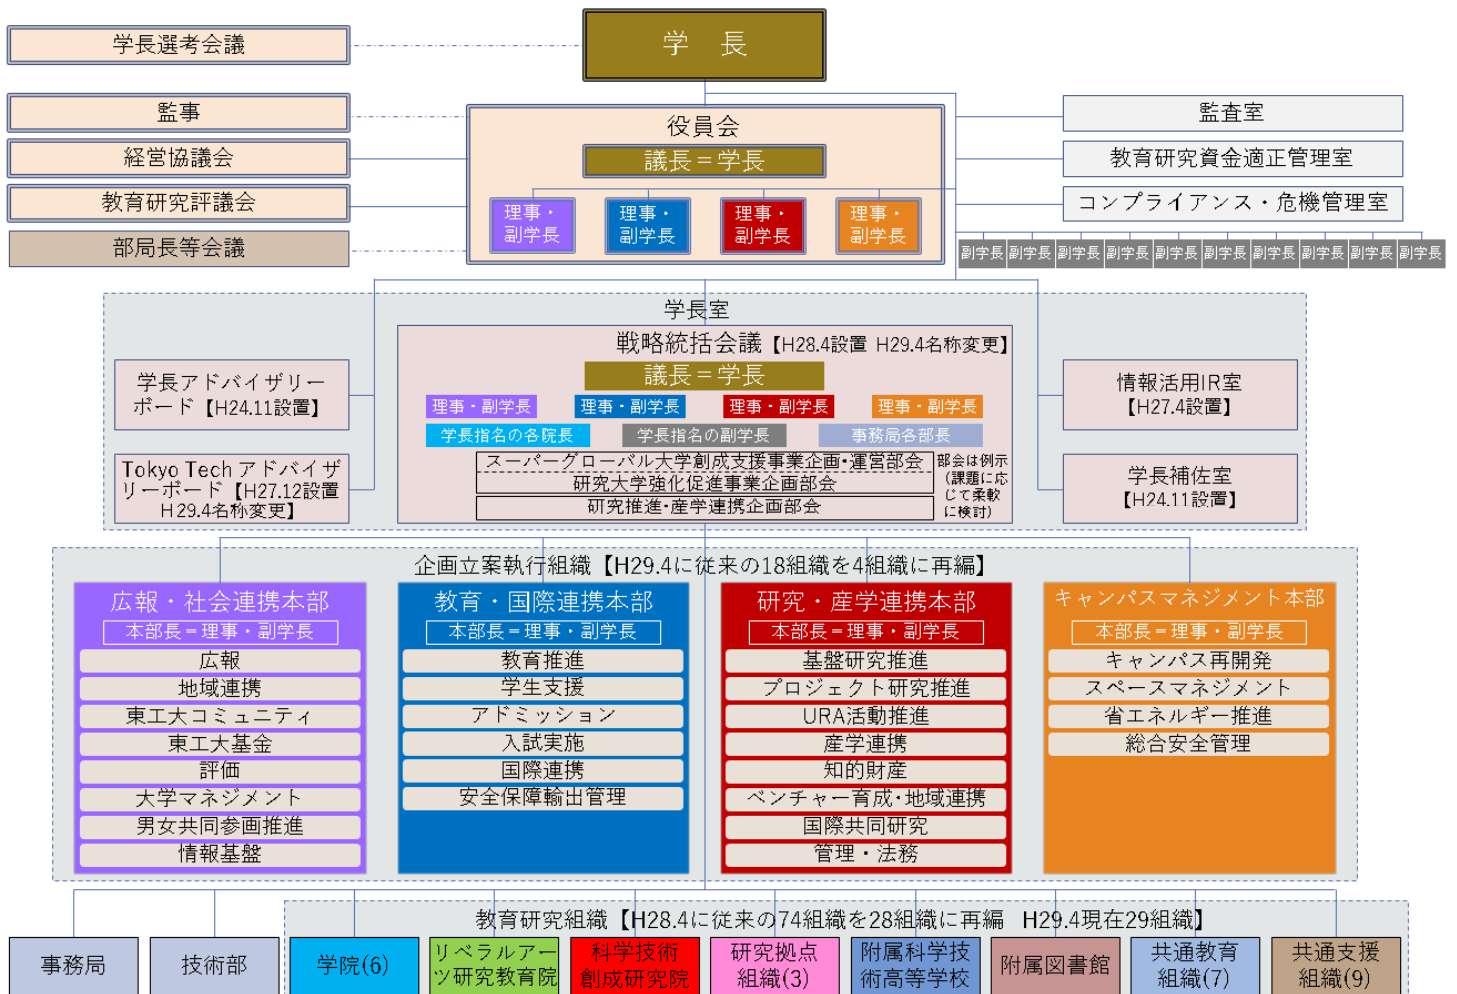 学長選考会議
学　長
監事
経営協議会
教育研究評議会
部局長等会議
役員会
議長＝学長
理事・
副学長
理事・
副学長
理事・
副学長
理事・
副学長
監査室
教育研究資金適正管理室
コンプライアンス・危機管理室
副学長 副学長 副学長 副学長 副学長 副学長 副学長 副学長 副学長 副学長
学長室
学長アドバイザリー
ボード【H24.11設置】
Tokyo Tech アドバイザ
リーボード【H27.12設置
H29.4名称変更】
戦略統括会議【H28.4設置 H29.4名称変更】
議長＝学長
理事・副学長 理事・副学長 理事・副学長 理事・副学長
学長指名の各院長 学長指名の副学長 事務局各部長
スーパーグローバル大学創成支援事業企画・運営部会
研究大学強化促進事業企画部会
研究推進・産学連携企画部会
部会は例示
（課題に応
じて柔軟
に検討）
情報活用IR室
【H27.4設置】
学長補佐室
【H24.11設置】
企画立案執行組織【H29.4に従来の18組織を4組織に再編】
広報・社会連携本部
本部長＝理事・副学長
広報
地域連携
東工大コミュニティ
東工大基金
評価
大学マネジメント
男女共同参画推進
情報基盤
教育・国際連携本部
本部長＝理事・副学長
教育推進
学生支援
アドミッション
入試実施
国際連携
安全保障輸出管理
研究・産学連携本部
本部長＝理事・副学長
基盤研究推進
プロジェクト研究推進
URA活動推進
産学連携
知的財産
ベンチャー育成・地域連携
国際共同研究
管理・法務
キャンパスマネジメント本部
本部長＝理事・副学長
キャンパス再開発
スペースマネジメント
省エネルギー推進
総合安全管理
教育研究組織【H28.4に従来の74組織を28組織に再編　H29.4現在29組織】
事務局
技術部
学院(6)
リベラルアー
ツ研究教育院
科学技術
創成研究院
研究拠点
組織(3)
附属科学技
術高等学校
附属図書館
共通教育
組織(7)
共通支援
組織(9)